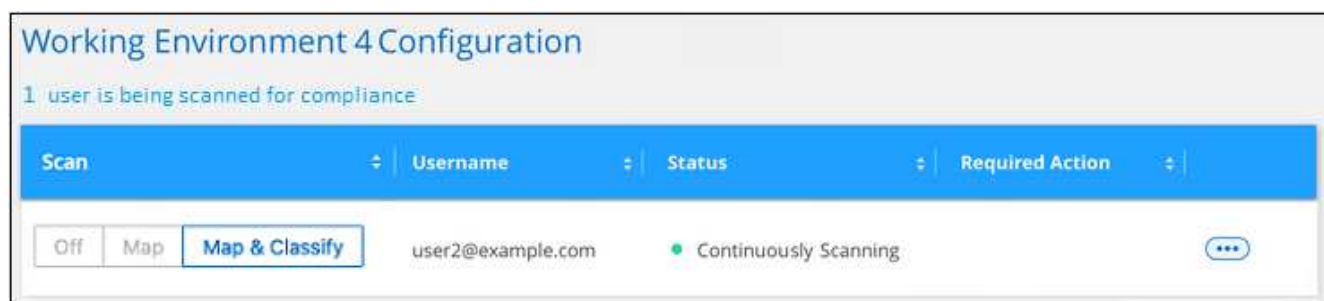 Working Environment 4 Configuration
1 user is being scanned for compliance
Scan Username Status Required Action
Off Map Map & Classify user2@example.com Continuously Scanning